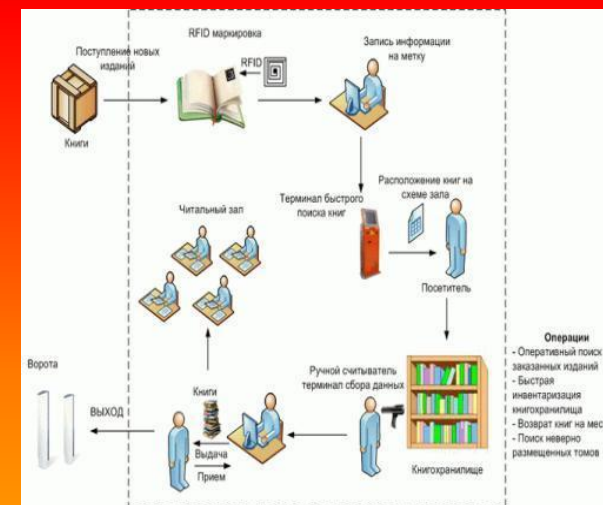 Поступление новых
изданий
Книги
RFID маркировка
RFID
Запись информации
на метку
Терминал быстрого
поиска книг
Расположение книг на
схеме зала
Посетитель
Читальный зал
Ворота
ВЫХОД
Книги
Выдача
Прием
Ручной считыватель
терминал сбора данных
Книгохранилище
Операции
- Оперативный поиск
заказанных изданий
- Быстрая
инвентаризация
книгохранилища
- Возврат книг на мес
- Поиск неверно
размещенных томов